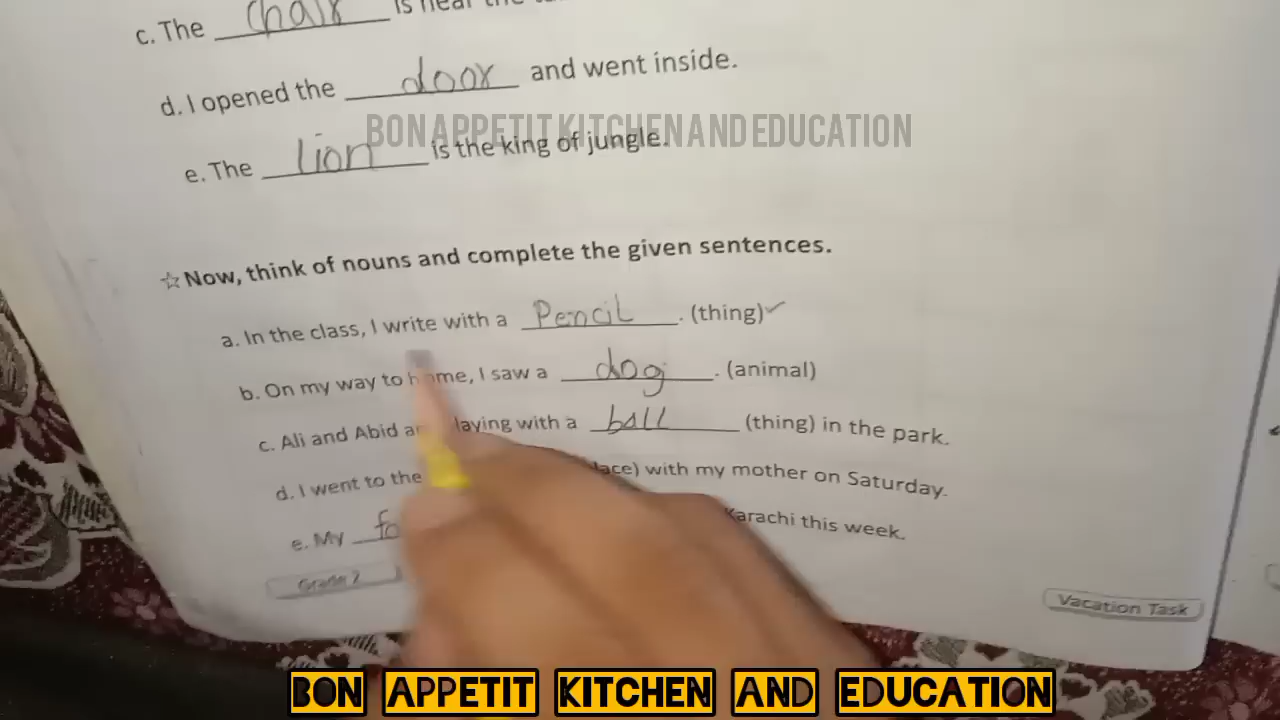 c. The chair is near the
d. I opened the door and went inside.
BON APPETIT KITCHEN AND EDUCATION
e. The lion is the king of jungle.
☆Now, think of nouns and complete the given sentences.
a. In the class, I write with a Pencil . (thing)✓
b. On my way to home, I saw a dog . (animal)
c. Ali and Abid a laying with a ball (thing) in the park.
d. I went to the lace) with my mother on Saturday.
e. My fa Karachi this week.
Grade 2
Vacation Task
BON APPETIT KITCHEN AND EDUCATION